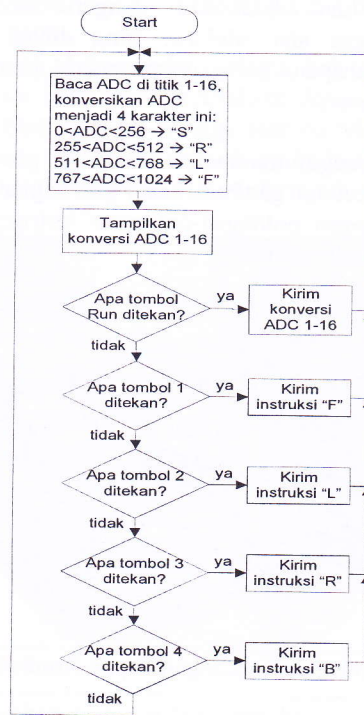 Start
Baca ADC di titik 1-16,
konversikan ADC
menjadi 4 karakter ini:
0<ADC<256 → “S”
255<ADC<512 → “R”
511<ADC<768 → “L”
767<ADC<1024 → “F”
Tampilkan
konversi ADC 1-16
Apa tombol
Run ditekan?
ya
Kirim
konversi
ADC 1-16
tidak
Apa tombol 1
ditekan?
ya
Kirim
instruksi “F”
tidak
Apa tombol 2
ditekan?
ya
Kirim
instruksi “L”
tidak
Apa tombol 3
ditekan?
ya
Kirim
instruksi “R”
tidak
Apa tombol 4
ditekan?
ya
Kirim
instruksi “B”
tidak